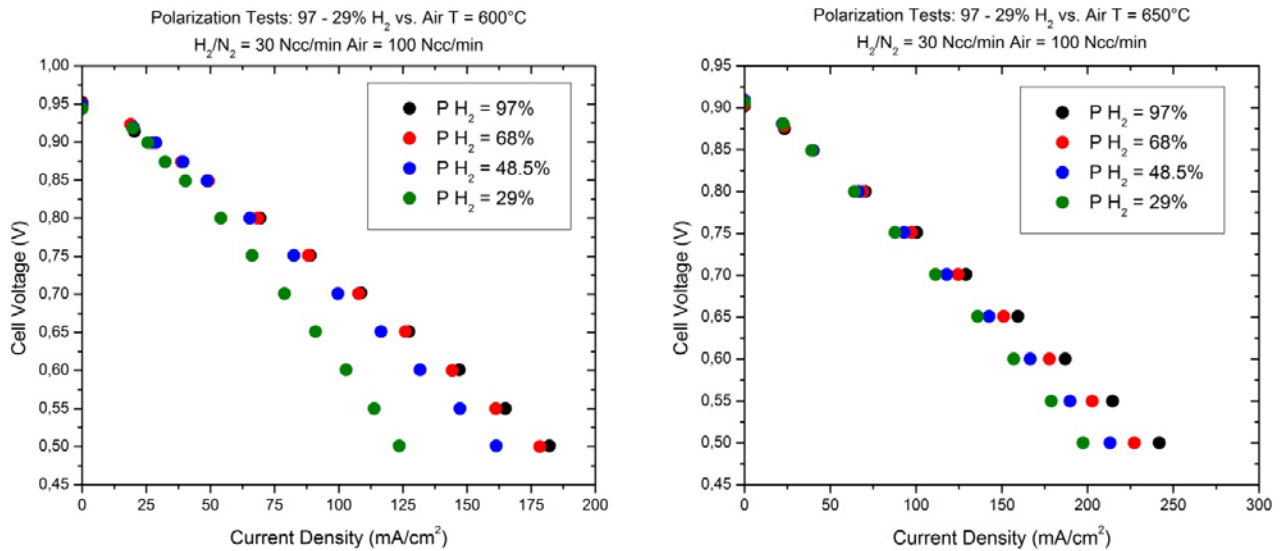 Polarization Tests: 97 - 29% H₂ vs. Air T = 600°C
H₂/N₂ = 30 Ncc/min Air = 100 Ncc/min
1,00
0,95
0,90
0,85
0,80
0,75
0,70
0,65
0,60
0,55
0,50
0,45
Cell Voltage (V)
P H₂ = 97%
P H₂ = 68%
P H₂ = 48.5%
P H₂ = 29%
0 25 50 75 100 125 150 175 200
Current Density (mA/cm²)
Polarization Tests: 97 - 29% H₂ vs. Air T = 650°C
H₂/N₂ = 30 Ncc/min Air = 100 Ncc/min
0,95
0,90
0,85
0,80
0,75
0,70
0,65
0,60
0,55
0,50
0,45
Cell Voltage (V)
P H₂ = 97%
P H₂ = 68%
P H₂ = 48.5%
P H₂ = 29%
0 50 100 150 200 250 300
Current Density (mA/cm²)